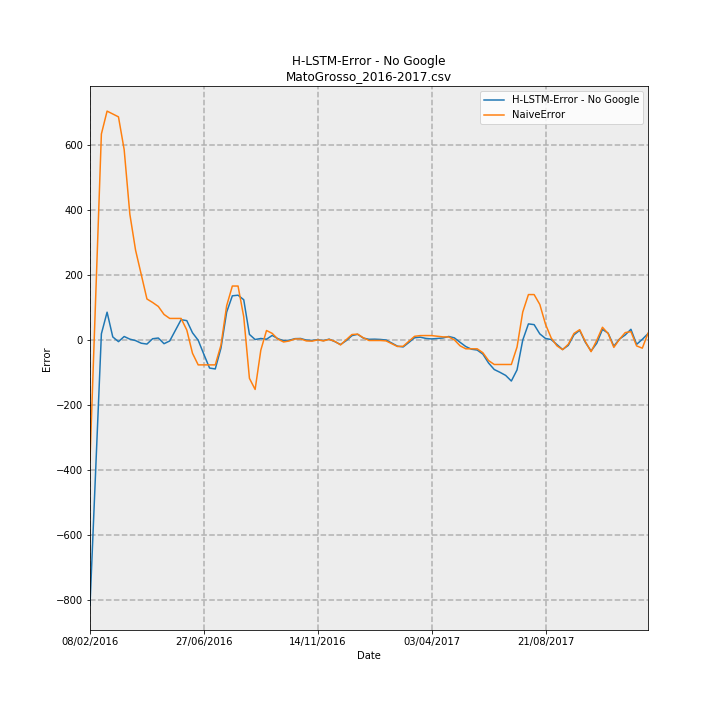 H-LSTM-Error - No Google
MatoGrosso_2016-2017.csv
H-LSTM-Error - No Google
NaiveError
600
400
200
0
−200
−400
−600
−800
Error
08/02/2016
27/06/2016
14/11/2016
03/04/2017
21/08/2017
Date